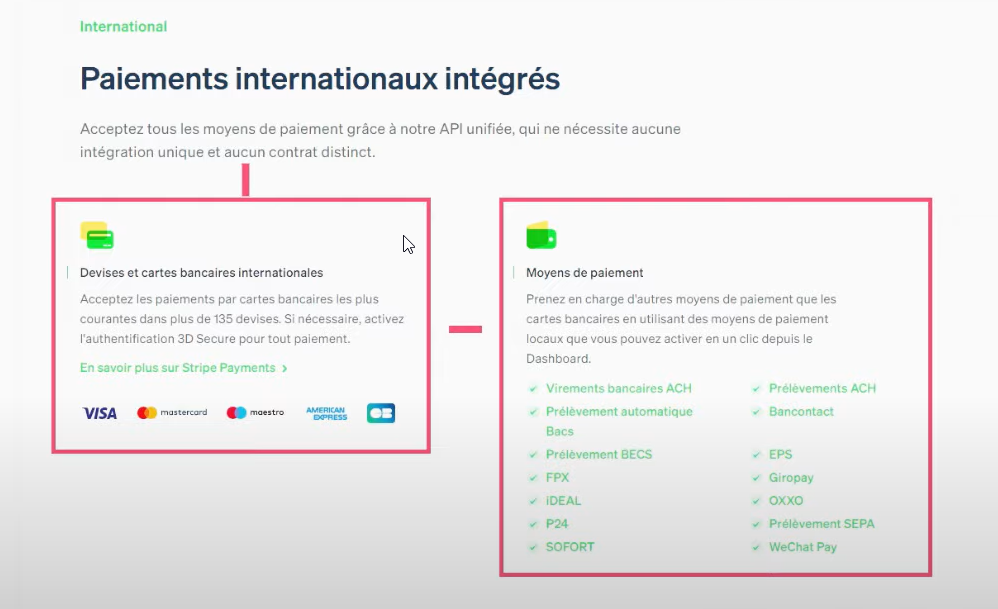 International
Paiements internationaux intégrés
Acceptez tous les moyens de paiement grâce à notre API unifiée, qui ne nécessite aucune
intégration unique et aucun contrat distinct.
Devises et cartes bancaires internationales
Acceptez les paiements par cartes bancaires les plus
courantes dans plus de 135 devises. Si nécessaire, activez
l'authentification 3D Secure pour tout paiement.
En savoir plus sur Stripe Payments >
VISA mastercard maestro AMERICAN EXPRESS CB
Moyens de paiement
Prenez en charge d'autres moyens de paiement que les
cartes bancaires en utilisant des moyens de paiement
locaux que vous pouvez activer en un clic depuis le
Dashboard.
Virements bancaires ACH
Prélèvements ACH
Prélèvement automatique
Bacs
Bancontact
Prélèvement BECS
EPS
FPX
Giropay
iDEAL
OXXO
P24
Prélèvement SEPA
SOFORT
WeChat Pay